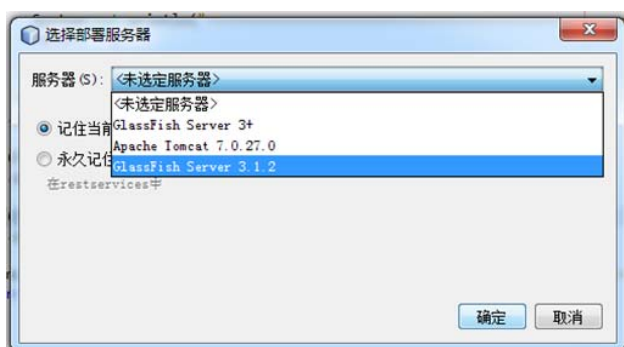 选择部署服务器
服务器(S): <未选定服务器>
<未选定服务器>
GlassFish Server 3+
Apache Tomcat 7.0.27.0
GlassFish Server 3.1.2
记住当前
永久记住
在restservices中
确定 取消